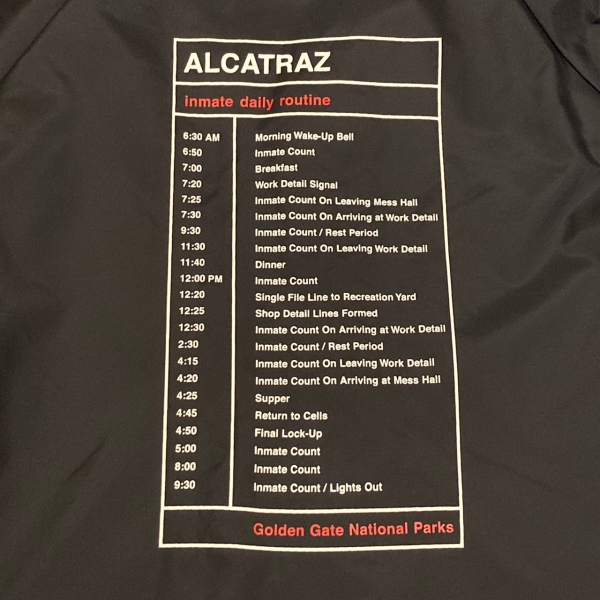 ALCATRAZ
inmate daily routine
6:30 AM Morning Wake-Up Bell
6:50 Inmate Count
7:00 Breakfast
7:20 Work Detail Signal
7:25 Inmate Count On Leaving Mess Hall
7:30 Inmate Count On Arriving at Work Detail
9:30 Inmate Count / Rest Period
11:30 Inmate Count On Leaving Work Detail
11:40 Dinner
12:00 PM Inmate Count
12:20 Single File Line to Recreation Yard
12:25 Shop Detail Lines Formed
12:30 Inmate Count On Arriving at Work Detail
2:30 Inmate Count / Rest Period
4:15 Inmate Count On Leaving Work Detail
4:20 Inmate Count On Arriving at Mess Hall
4:25 Supper
4:45 Return to Cells
4:50 Final Lock-Up
5:00 Inmate Count
8:00 Inmate Count
9:30 Inmate Count / Lights Out
Golden Gate National Parks